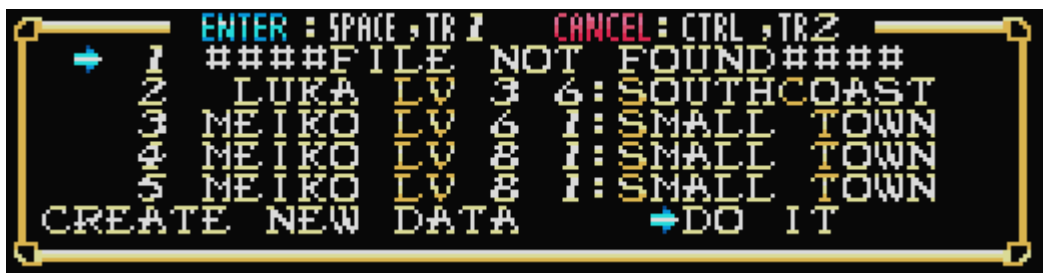 ENTER : SPACE , TR 1 CANCEL : CTRL , TR2
1 ####FILE NOT FOUND####
2 LUKA LV 3 6:SOUTHCOAST
3 MEIKO LV 6 1:SMALL TOWN
4 MEIKO LV 8 1:SMALL TOWN
5 MEIKO LV 8 1:SMALL TOWN
CREATE NEW DATA DO IT